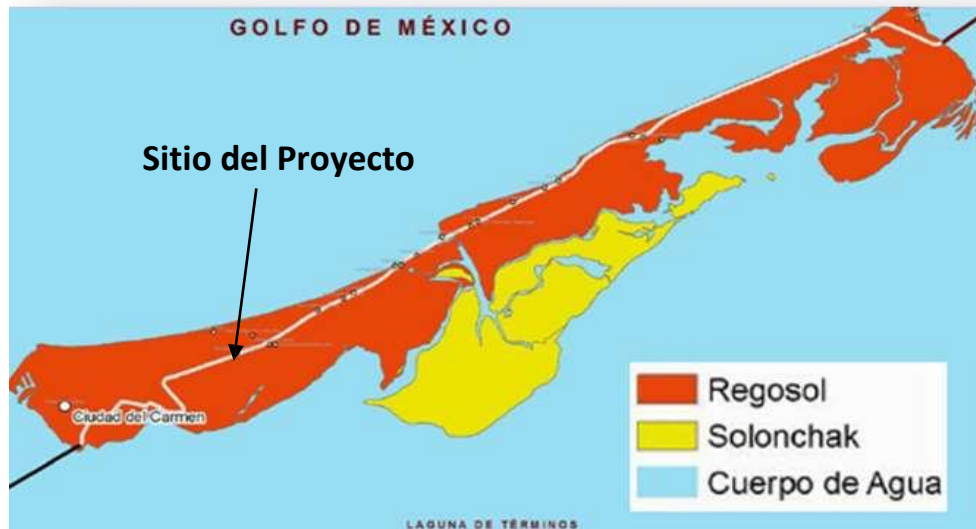 GOLFO DE MÉXICO
Sitio del Proyecto
Ciudad del Carmen
Regosol
Solonchak
Cuerpo de Agua
LAGUNA DE TÉRMINOS